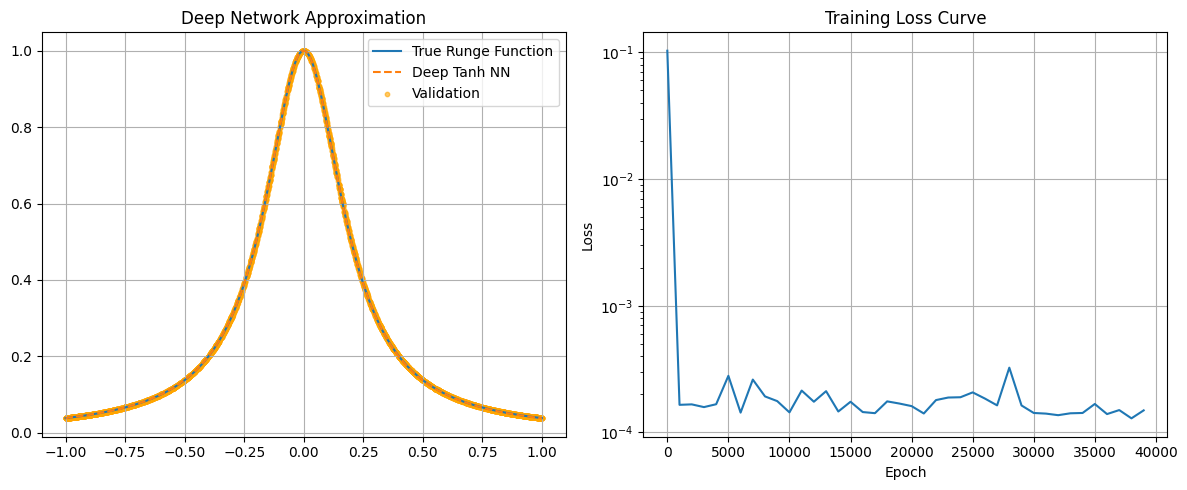 Deep Network Approximation
True Runge Function
Deep Tanh NN
Validation
1.0
0.8
0.6
0.4
0.2
0.0
−1.00 −0.75 −0.50 −0.25 0.00 0.25 0.50 0.75 1.00
Training Loss Curve
Loss
10⁻¹
10⁻²
10⁻³
10⁻⁴
0 5000 10000 15000 20000 25000 30000 35000 40000
Epoch